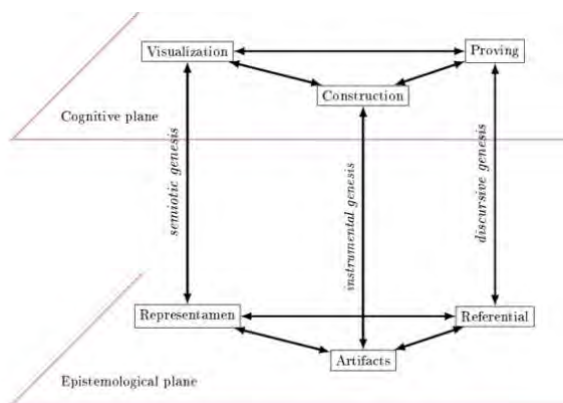 Visualization
Proving
Construction
Cognitive plane
semiotic genesis
instrumental genesis
discursive genesis
Representamen
Referential
Artifacts
Epistemological plane